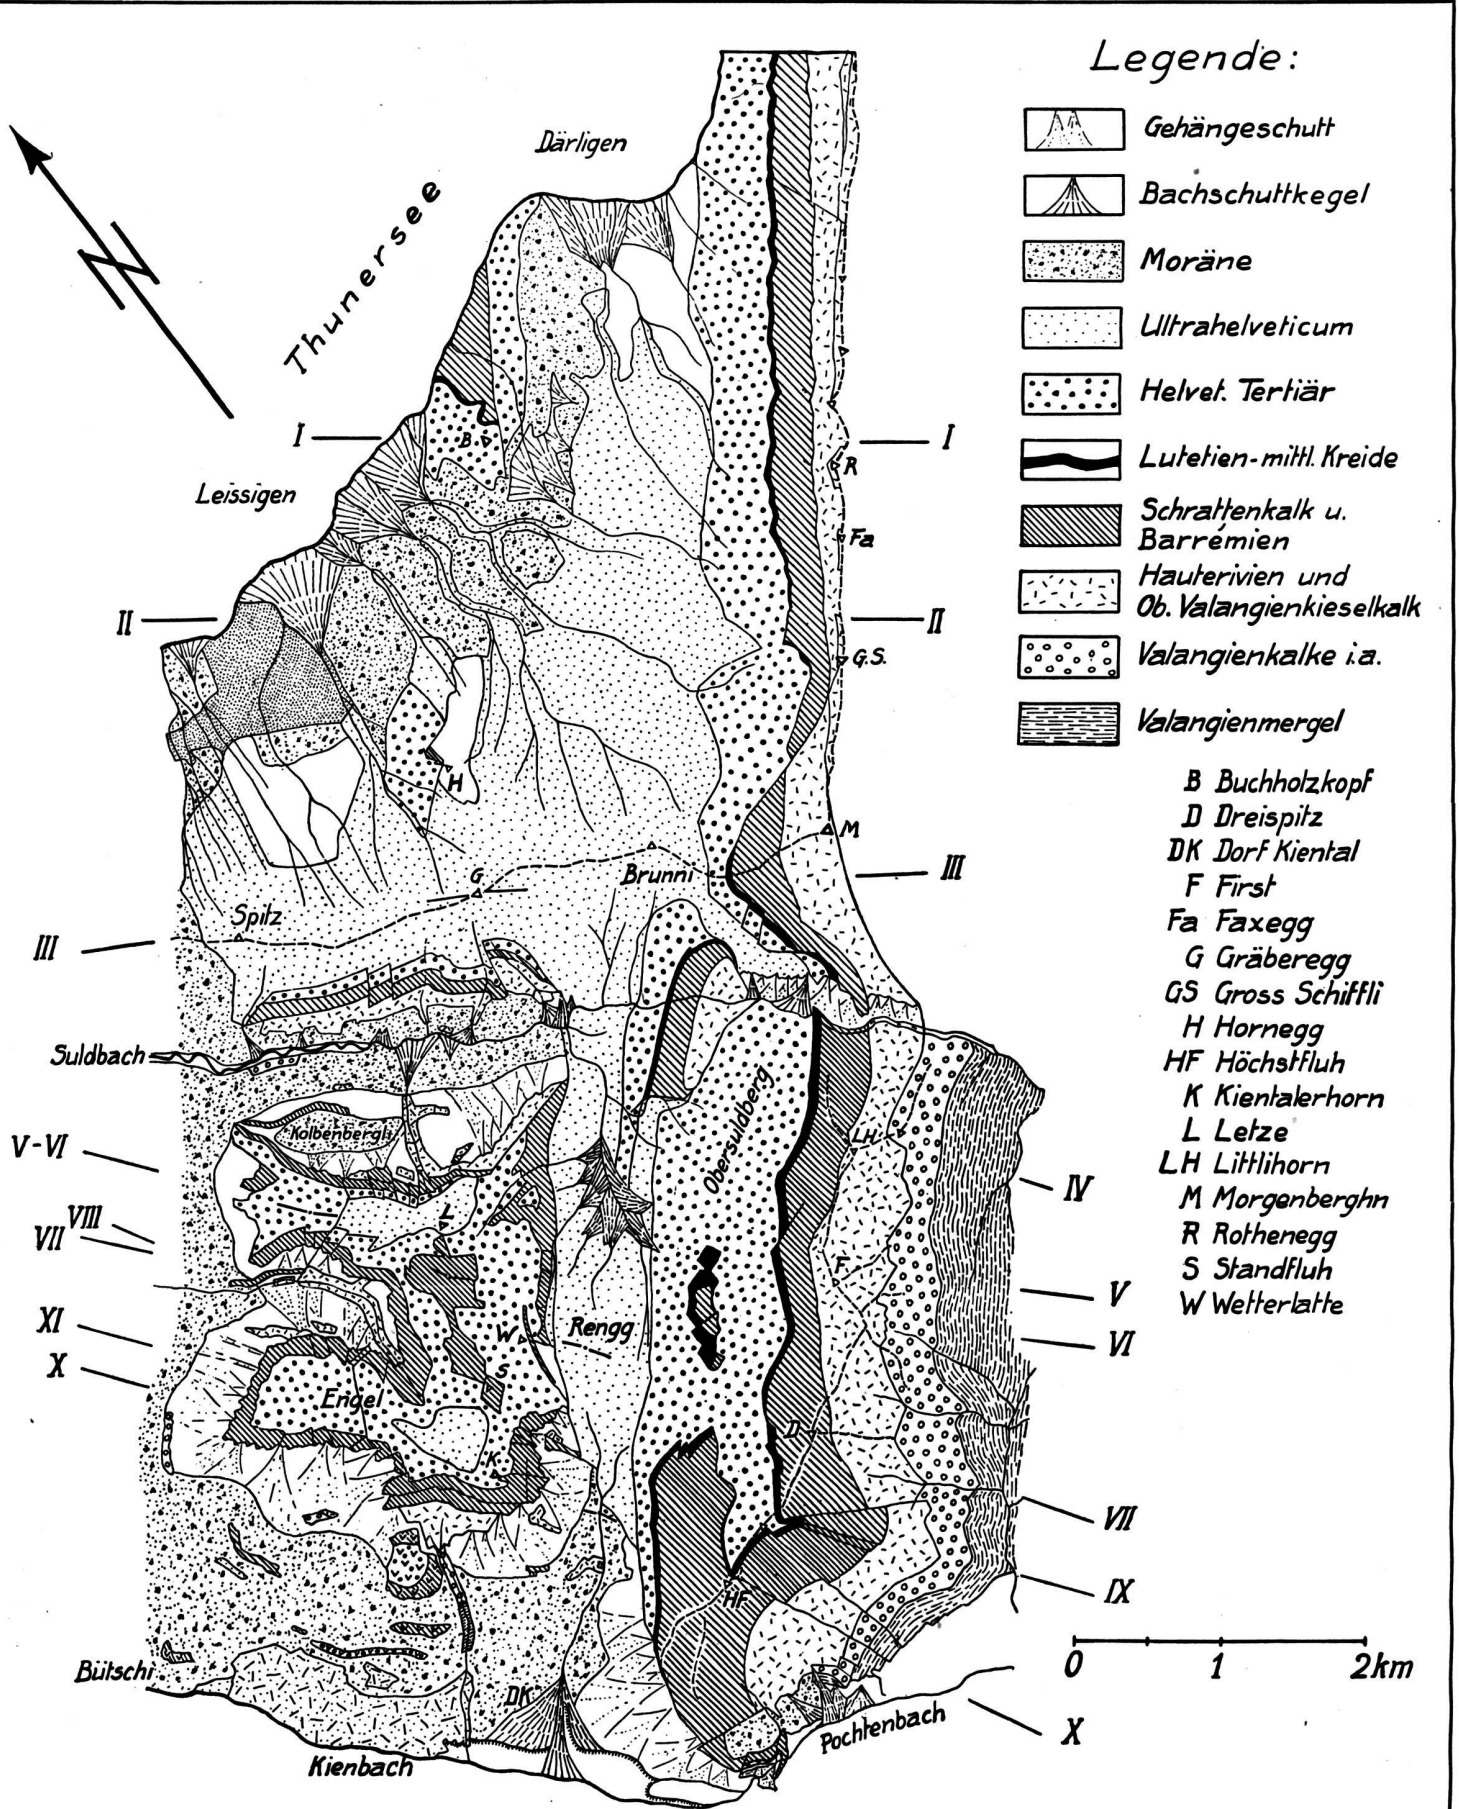 Legende:
Gehängeschutt
Bachschuttkegel
Moräne
Ultrahelveticum
Helvet. Tertiär
Lutetien-mittl. Kreide
Schrattenkalk u.
Barrémien
Hauterivien und
Ob. Valangienkieselkalk
Valangienkalke i.a.
Valangienmergel
B Buchholzkopf
D Dreispitz
DK Dorf Kiental
F First
Fa Faxegg
G Gräberegg
GS Gross Schiffli
H Hornegg
HF Höchstfluh
K Kientalerhorn
L Letze
LH Littlihorn
M Morgenberghn
R Rothenegg
S Standfluh
W Wetterlatte
0 1 2km
Därligen
Thunersee
I
B.
I
R
Leissigen
Fa
II
II
G.S.
H
M
Brunni
III
G
Spitz
III
Suldbach
Obersuldberg
Kolbenbergli
LH
V-VI
IV
L
VIII
VII
F
V
XI
W
Rengg
VI
X
S
Engel
D
K
VII
HF
IX
Bütschi
DK
Pochtenbach
X
Kienbach